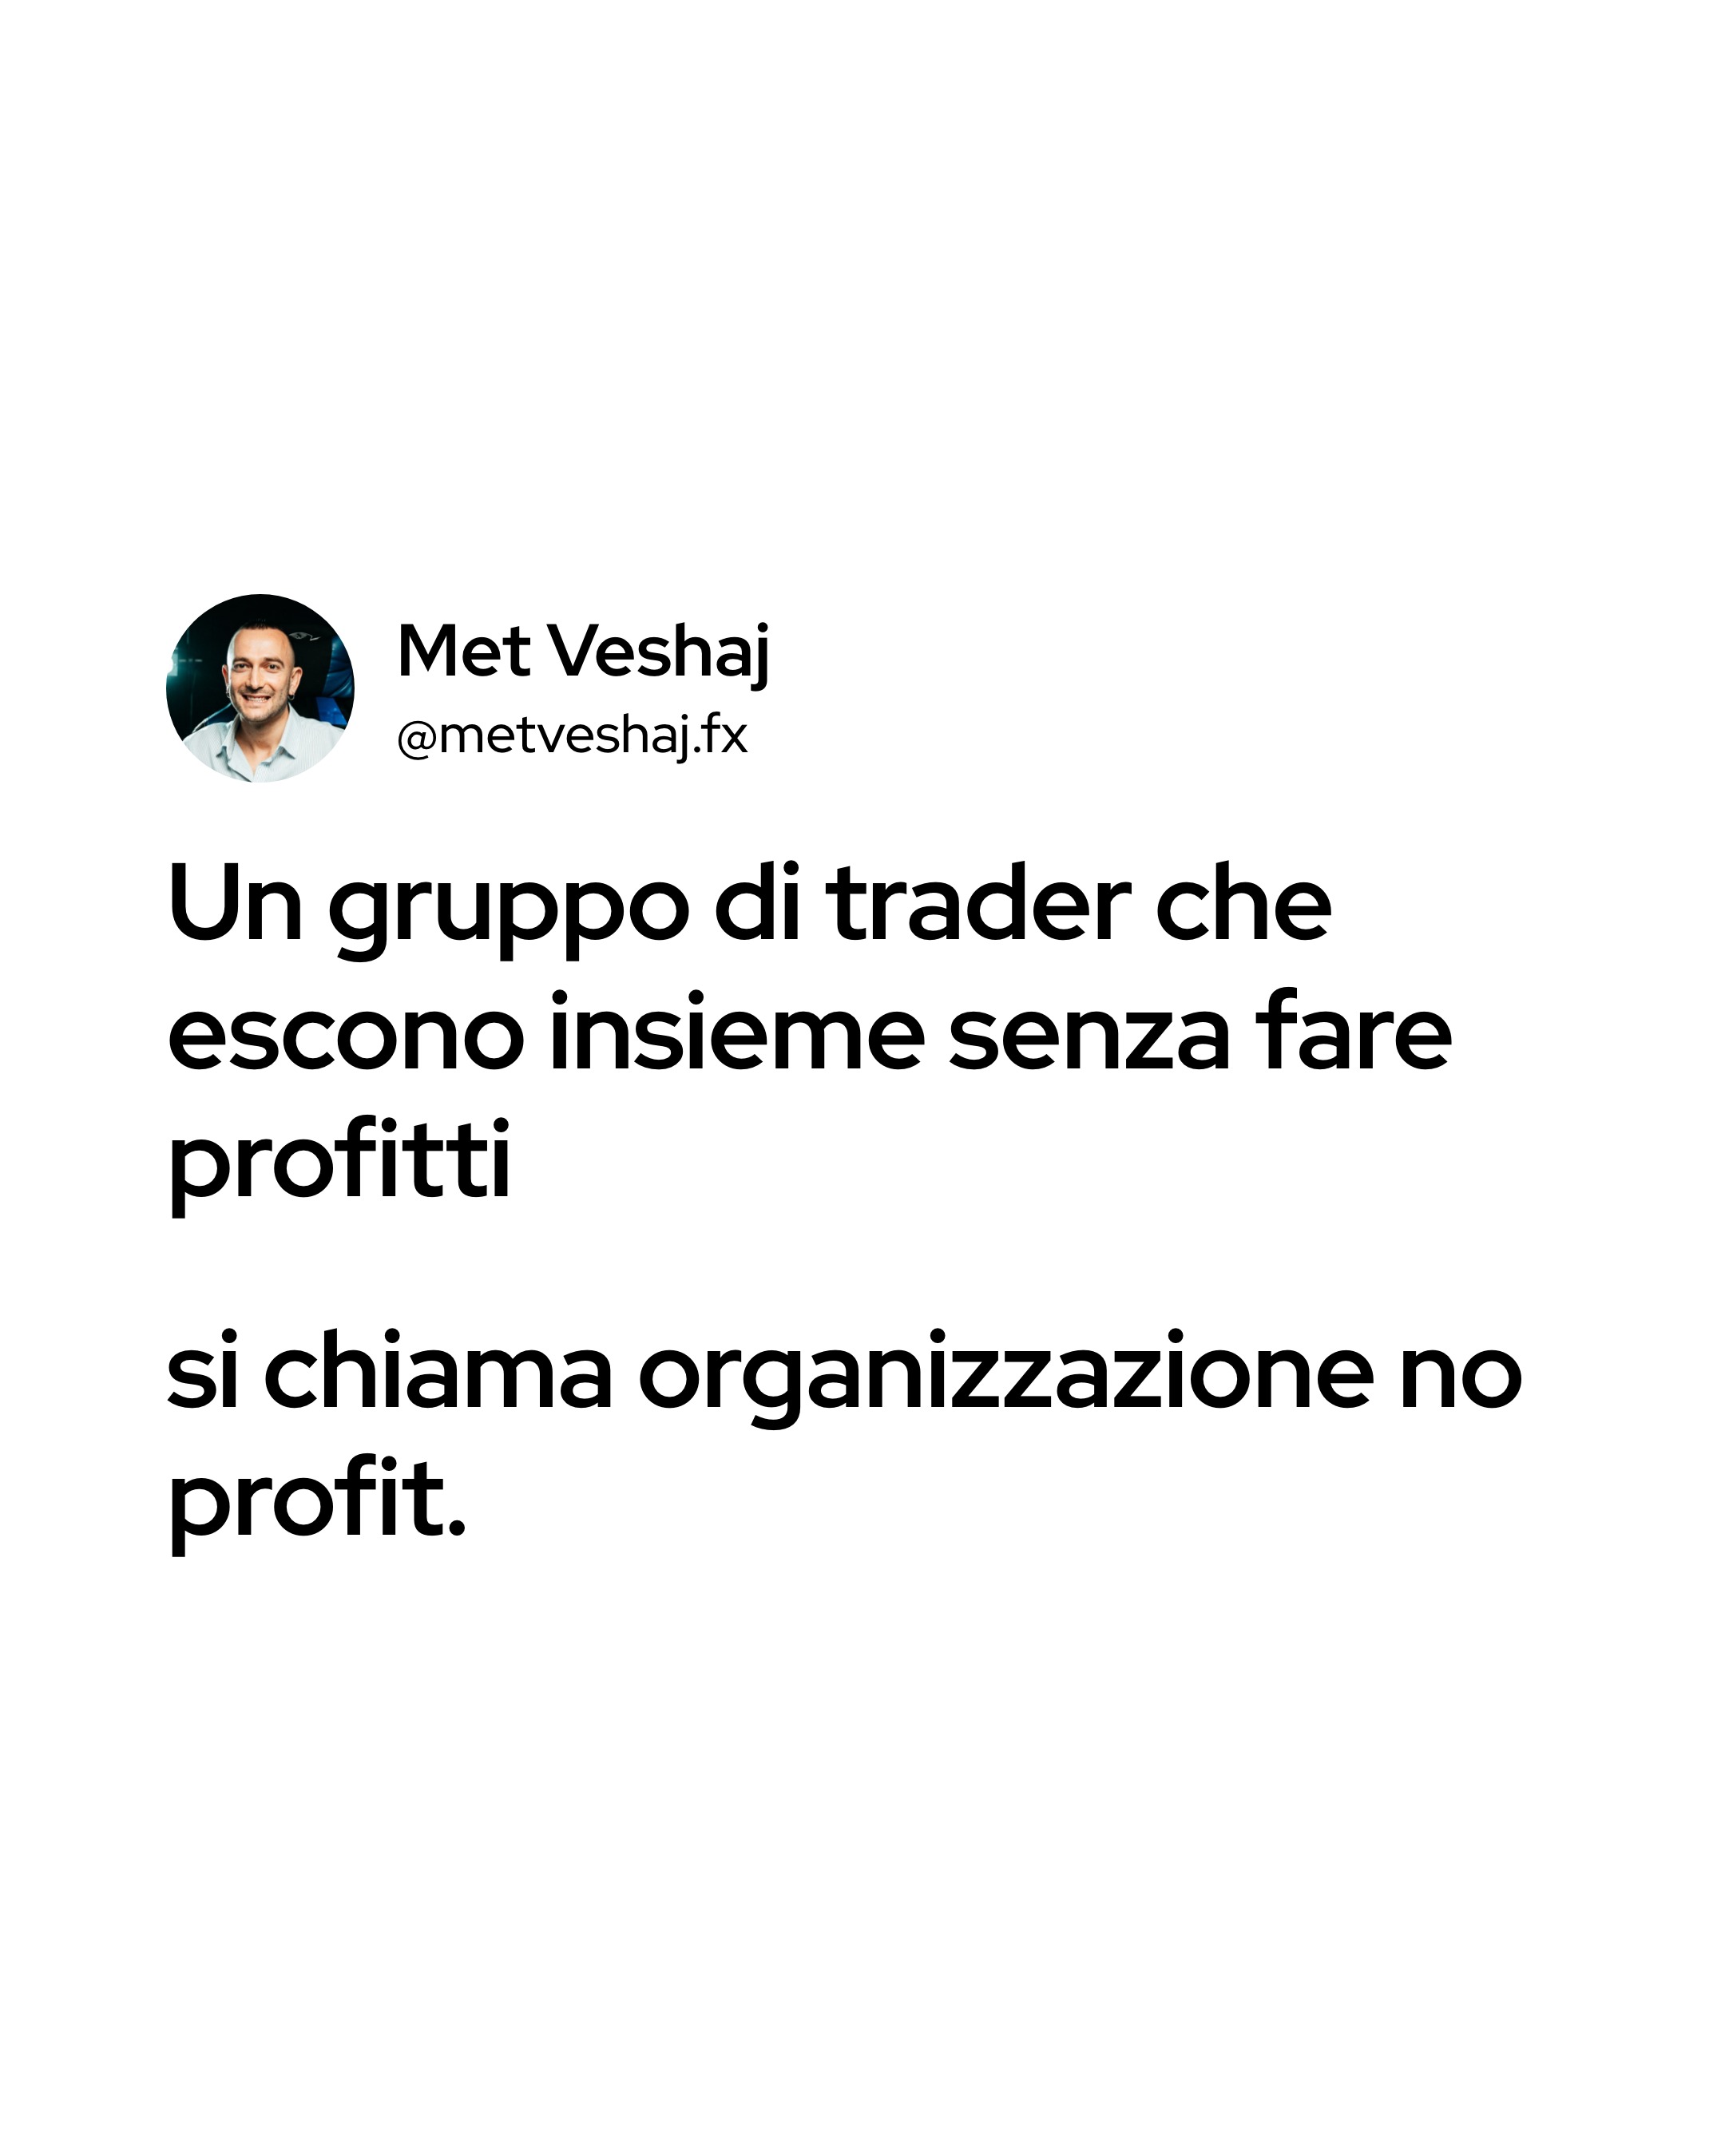 Met Veshaj
@metveshaj.fx
Un gruppo di trader che
escono insieme senza fare
profitti
si chiama organizzazione no
profit.